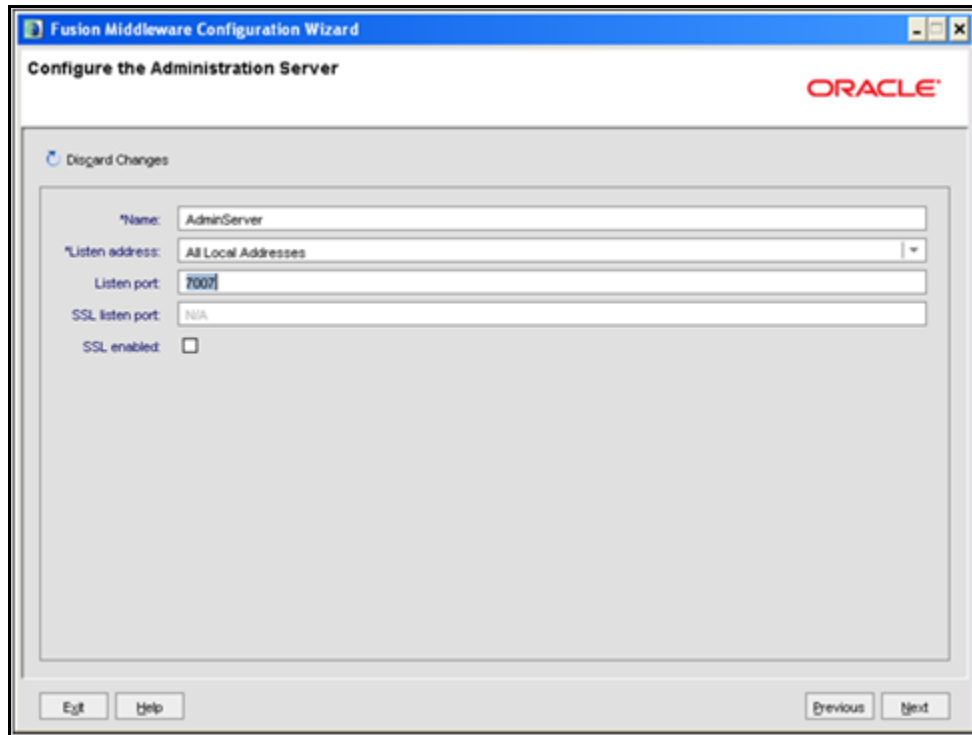 Fusion Middleware Configuration Wizard
Configure the Administration Server
ORACLE
Discard Changes
*Name: AdminServer
*Listen address: All Local Addresses
Listen port: 7007
SSL listen port: N/A
SSL enabled:
Exit Help Previous Next